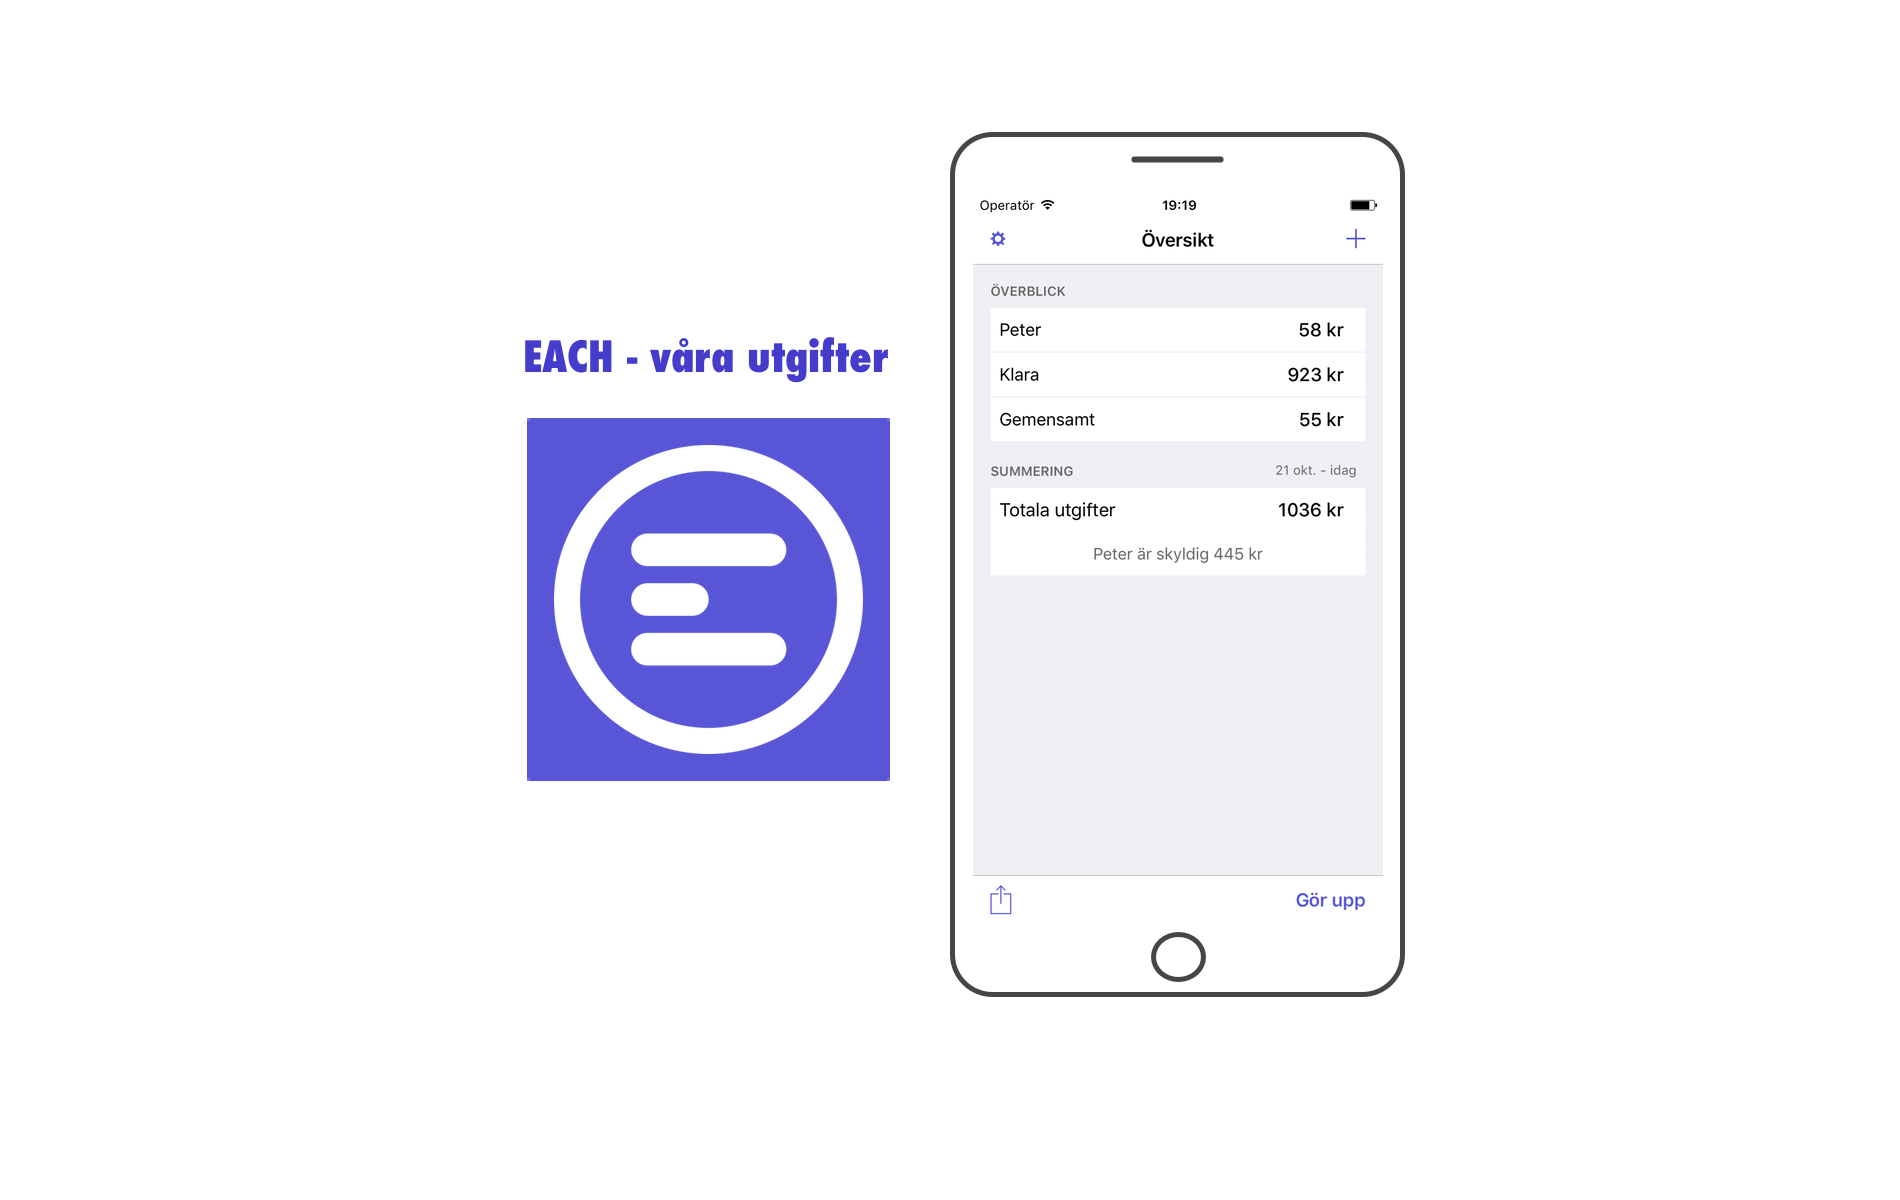 EACH - våra utgifter
Operatör 19:19
Översikt
ÖVERBLICK
Peter 58 kr
Klara 923 kr
Gemensamt 55 kr
SUMMERING 21 okt. - idag
Totala utgifter 1036 kr
Peter är skyldig 445 kr
Gör upp